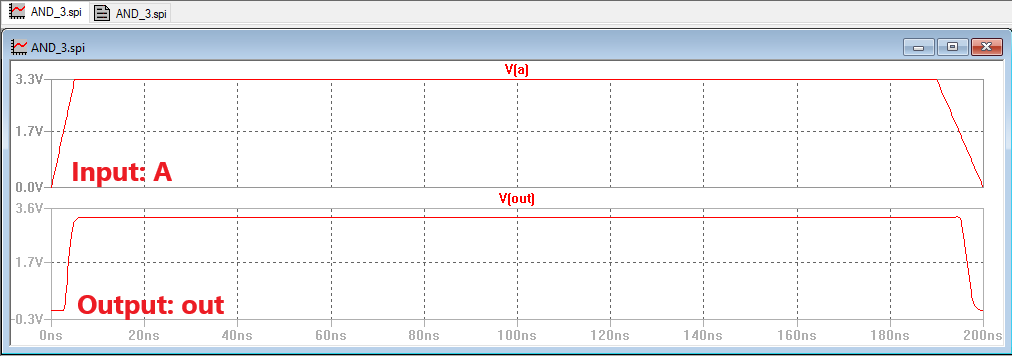 AND_3.spi AND_3.spi
AND_3.spi
V(a)
3.3V
1.7V
Input: A
0.0V
V(out)
3.6V
1.7V
Output: out
-0.3V
0ns 20ns 40ns 60ns 80ns 100ns 120ns 140ns 160ns 180ns 200ns